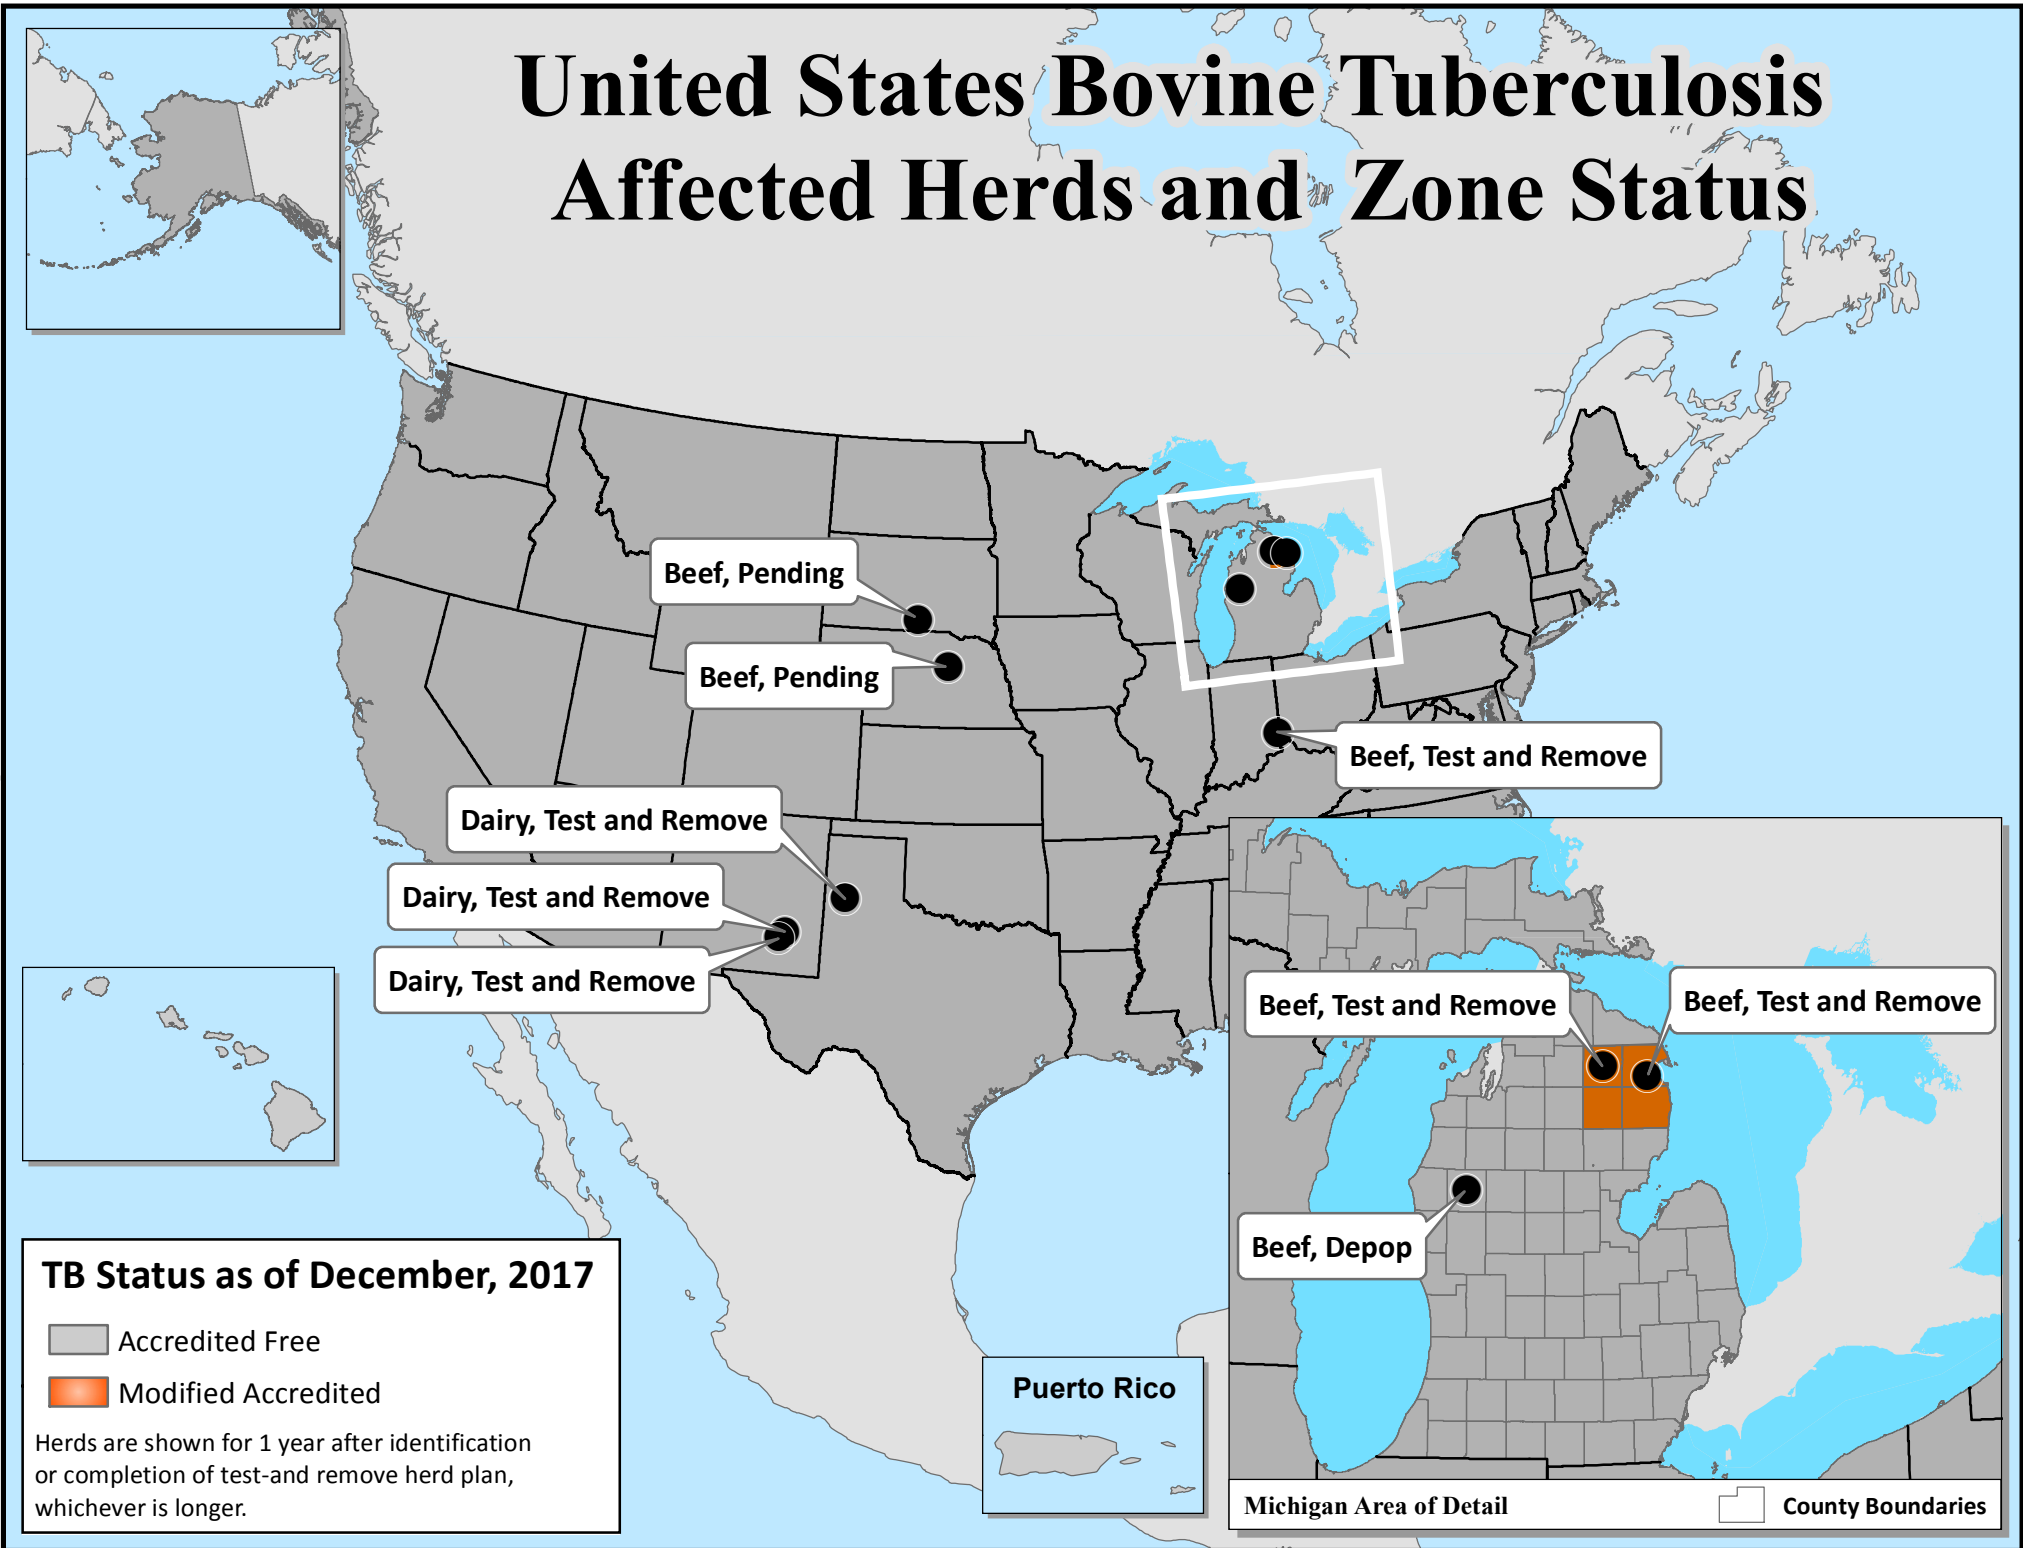 United States Bovine Tuberculosis
Affected Herds and Zone Status
Beef, Pending
Beef, Pending
Beef, Test and Remove
Dairy, Test and Remove
Dairy, Test and Remove
Dairy, Test and Remove
Beef, Test and Remove
Beef, Test and Remove
Beef, Depop
Michigan Area of Detail
County Boundaries
Puerto Rico
TB Status as of December, 2017
Accredited Free
Modified Accredited
Herds are shown for 1 year after identification
or completion of test-and remove herd plan,
whichever is longer.